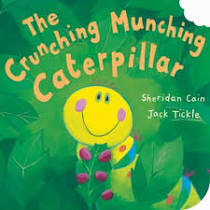 The
Crunching Munching
Caterpillar
Sheridan Cain
Jack Tickle